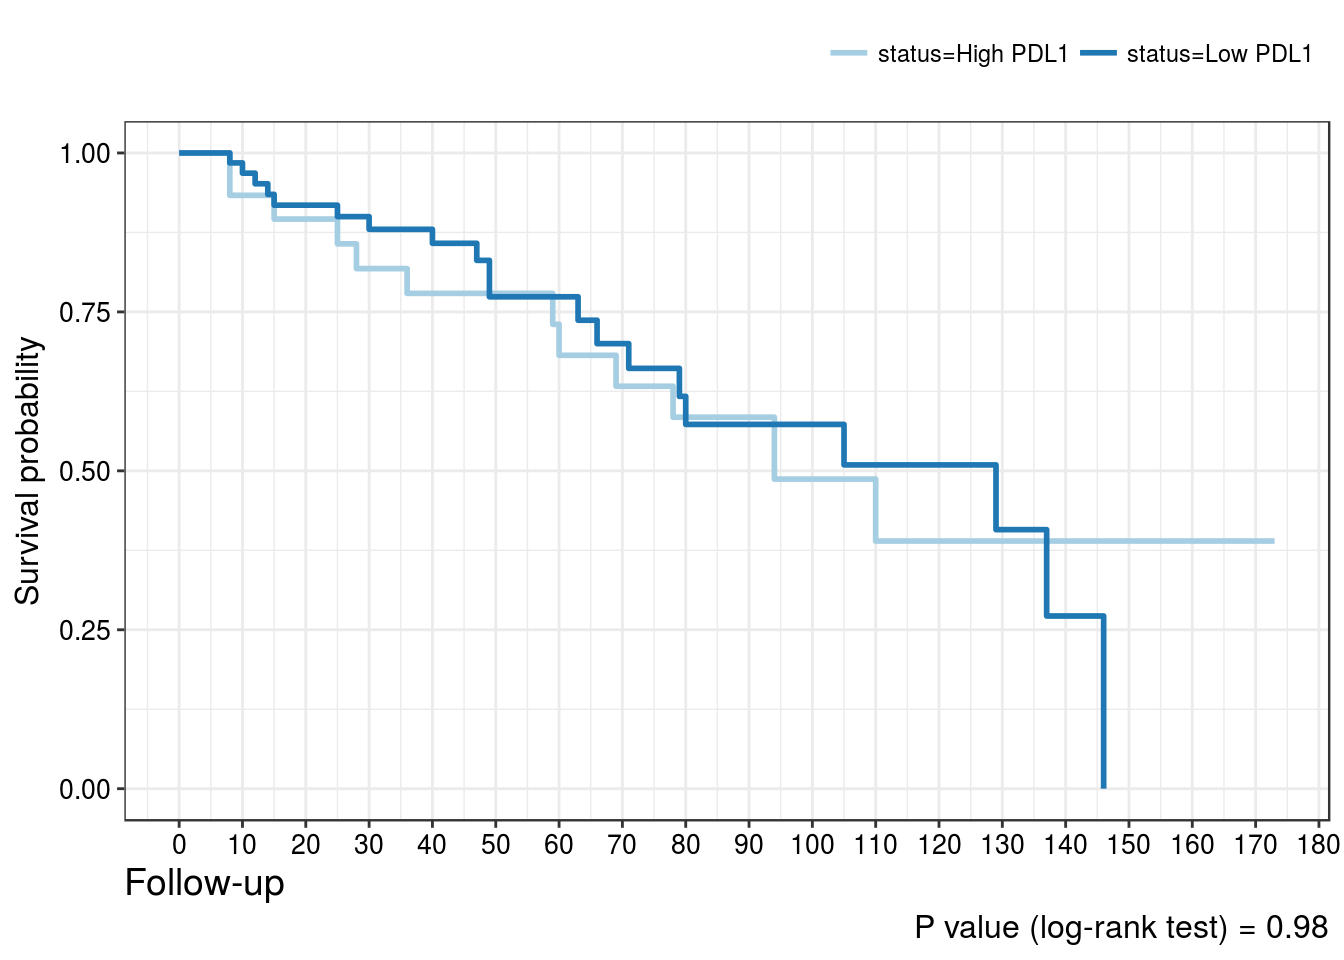 status=High PDL1 status=Low PDL1
Survival probability
1.00
0.75
0.50
0.25
0.00
0 10 20 30 40 50 60 70 80 90 100 110 120 130 140 150 160 170 180
Follow-up
P value (log-rank test) = 0.98